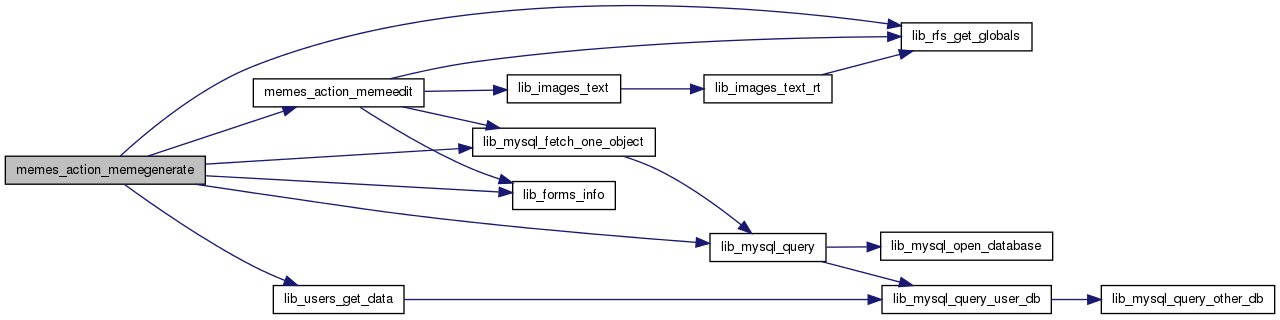 lib_rfs_get_globals
memes_action_memeedit
lib_images_text
lib_images_text_rt
lib_mysql_fetch_one_object
memes_action_memegenerate
lib_forms_info
lib_mysql_query
lib_mysql_open_database
lib_users_get_data
lib_mysql_query_user_db
lib_mysql_query_other_db